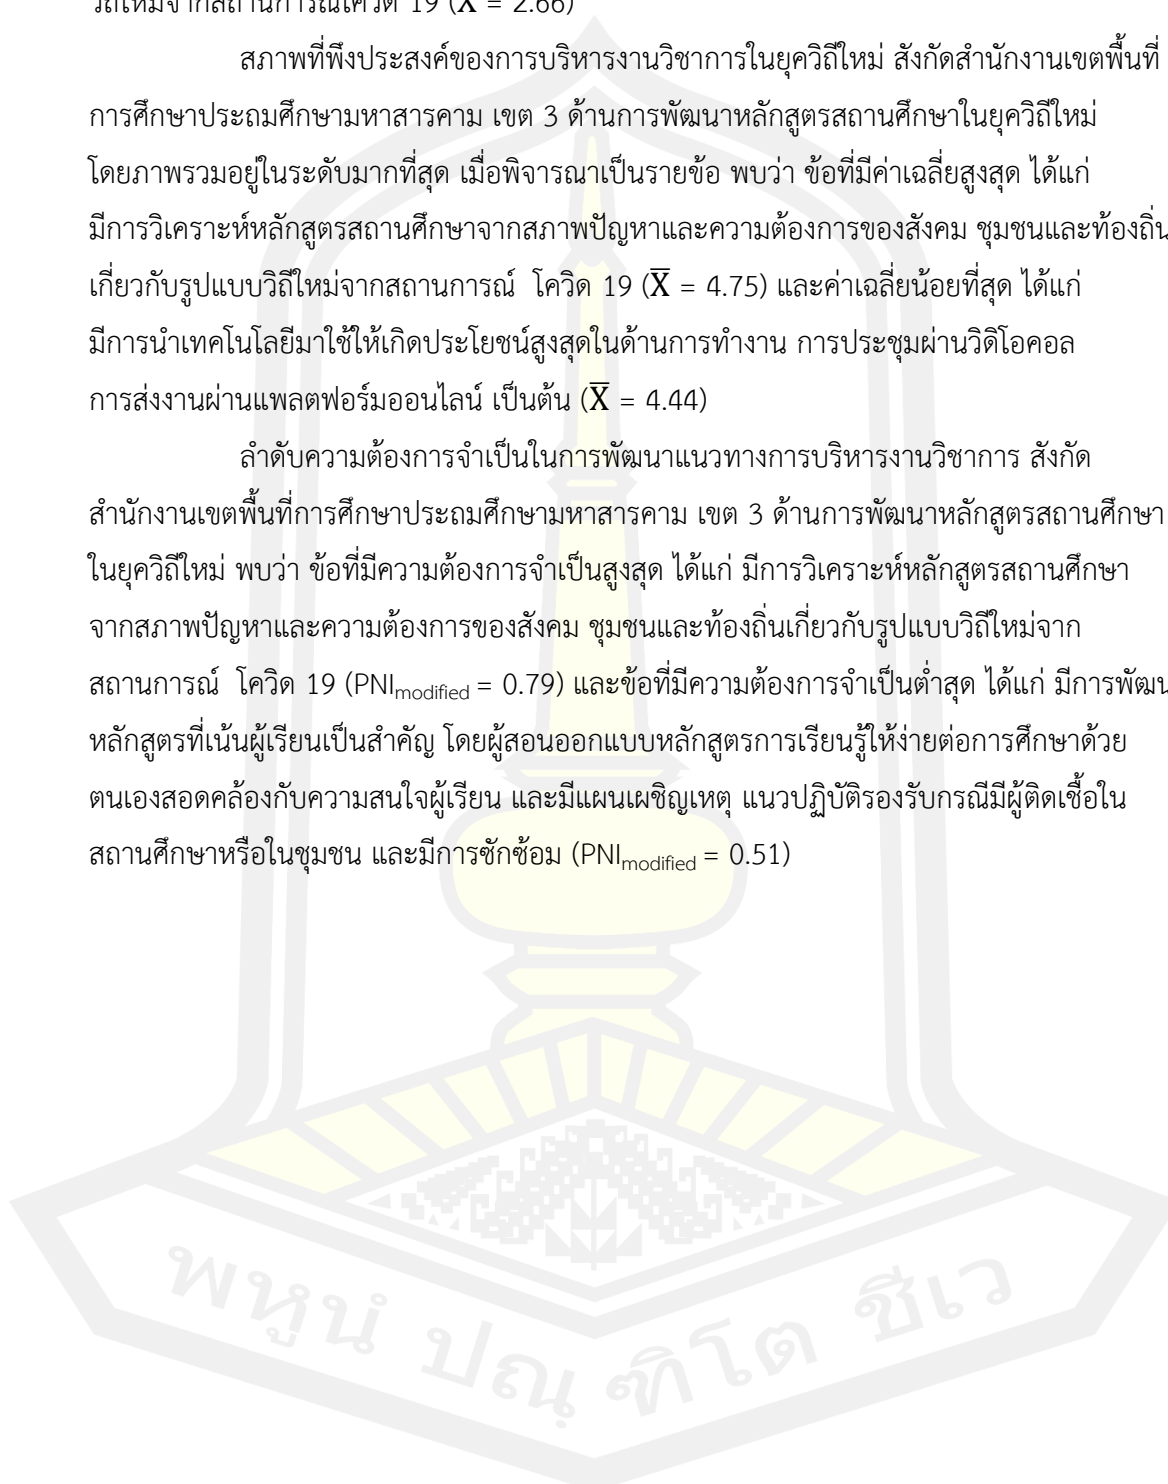 วิถีใหม่จากสถานการณ์โควิด 19 (X̅ = 2.66)
สภาพที่พึงประสงค์ของการบริหารงานวิชาการในยุควิถีใหม่ สังกัดสำนักงานเขตพื้นที่
การศึกษาประถมศึกษามหาสารคาม เขต 3 ด้านการพัฒนาหลักสูตรสถานศึกษาในยุควิถีใหม่
โดยภาพรวมอยู่ในระดับมากที่สุด เมื่อพิจารณาเป็นรายข้อ พบว่า ข้อที่มีค่าเฉลี่ยสูงสุด ได้แก่
มีการวิเคราะห์หลักสูตรสถานศึกษาจากสภาพปัญหาและความต้องการของสังคม ชุมชนและท้องถิ่น
เกี่ยวกับรูปแบบวิถีใหม่จากสถานการณ์ โควิด 19 (X̅ = 4.75) และค่าเฉลี่ยน้อยที่สุด ได้แก่
มีการนำเทคโนโลยีมาใช้ให้เกิดประโยชน์สูงสุดในด้านการทำงาน การประชุมผ่านวิดิโอคอล
การส่งงานผ่านแพลตฟอร์มออนไลน์ เป็นต้น (X̅ = 4.44)
ลำดับความต้องการจำเป็นในการพัฒนาแนวทางการบริหารงานวิชาการ สังกัด
สำนักงานเขตพื้นที่การศึกษาประถมศึกษามหาสารคาม เขต 3 ด้านการพัฒนาหลักสูตรสถานศึกษา
ในยุควิถีใหม่ พบว่า ข้อที่มีความต้องการจำเป็นสูงสุด ได้แก่ มีการวิเคราะห์หลักสูตรสถานศึกษา
จากสภาพปัญหาและความต้องการของสังคม ชุมชนและท้องถิ่นเกี่ยวกับรูปแบบวิถีใหม่จาก
สถานการณ์ โควิด 19 (PNI modified = 0.79) และข้อที่มีความต้องการจำเป็นต่ำสุด ได้แก่ มีการพัฒน
หลักสูตรที่เน้นผู้เรียนเป็นสำคัญ โดยผู้สอนออกแบบหลักสูตรการเรียนรู้ให้ง่ายต่อการศึกษาด้วย
ตนเองสอดคล้องกับความสนใจผู้เรียน และมีแผนเผชิญเหตุ แนวปฏิบัติรองรับกรณีมีผู้ติดเชื้อใน
สถานศึกษาหรือในชุมชน และมีการซักซ้อม (PNI modified = 0.51)
พหูนํ ปณฺฑิโต ชีเว